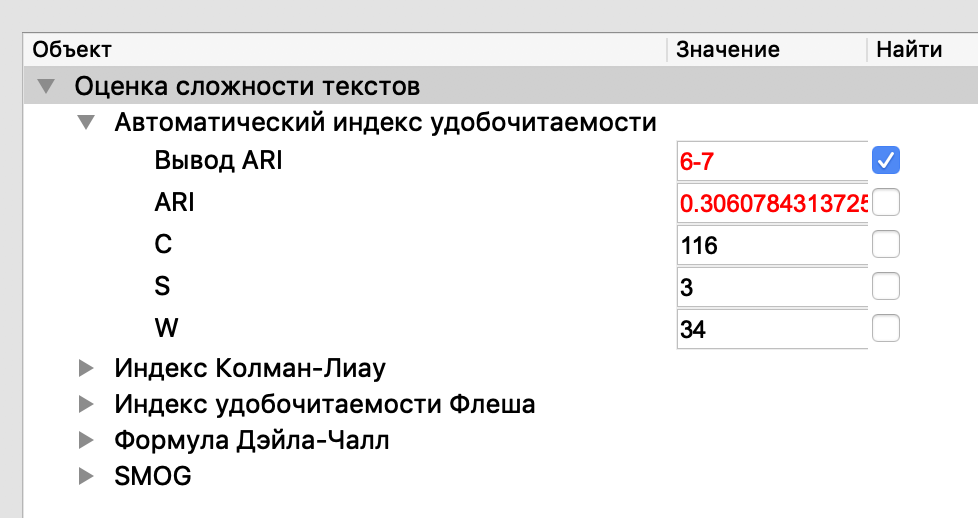 Объект Значение Найти
Оценка сложности текстов
Автоматический индекс удобочитаемости
Вывод ARI 6-7
ARI 0.3060784313725
C 116
S 3
W 34
Индекс Колман-Лиау
Индекс удобочитаемости Флеша
Формула Дэйла-Чалл
SMOG